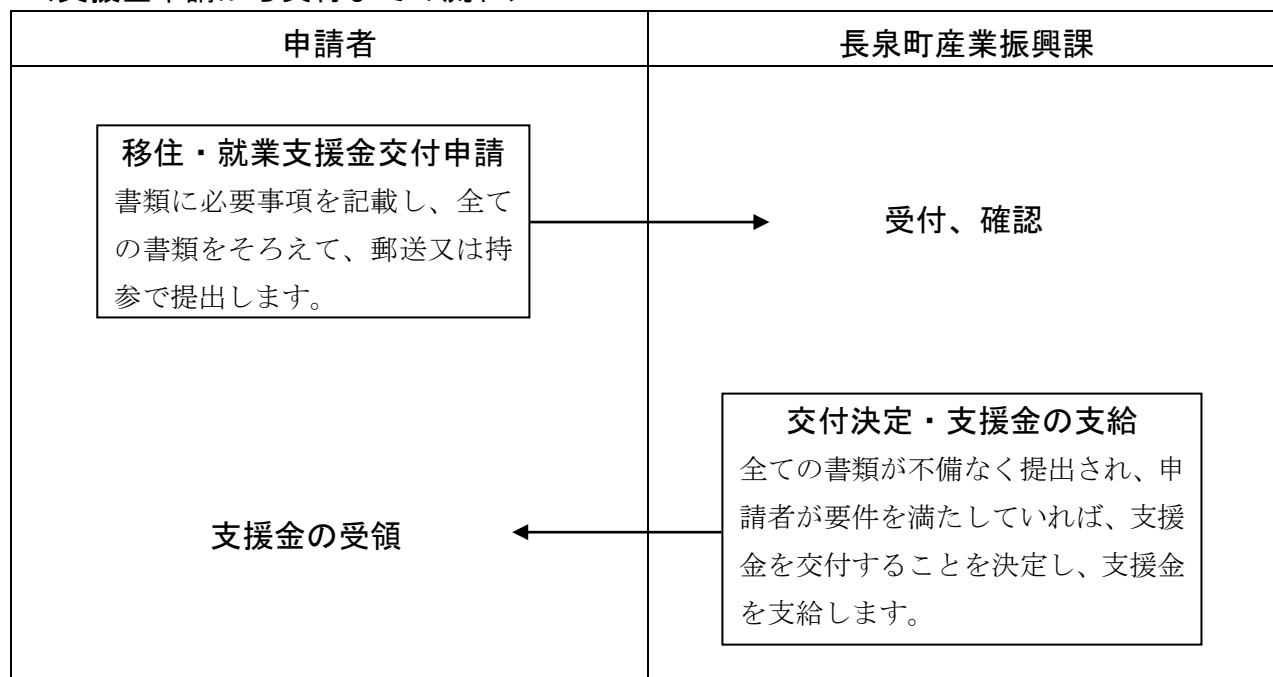 申請者
長泉町産業振興課
移住・就業支援金交付申請
書類に必要事項を記載し、全て
の書類をそろえて、郵送又は持
参で提出します。
受付、確認
交付決定・支援金の支給
全ての書類が不備なく提出され、申
請者が要件を満たしていれば、支援
金を交付することを決定し、支援金
を支給します。
支援金の受領